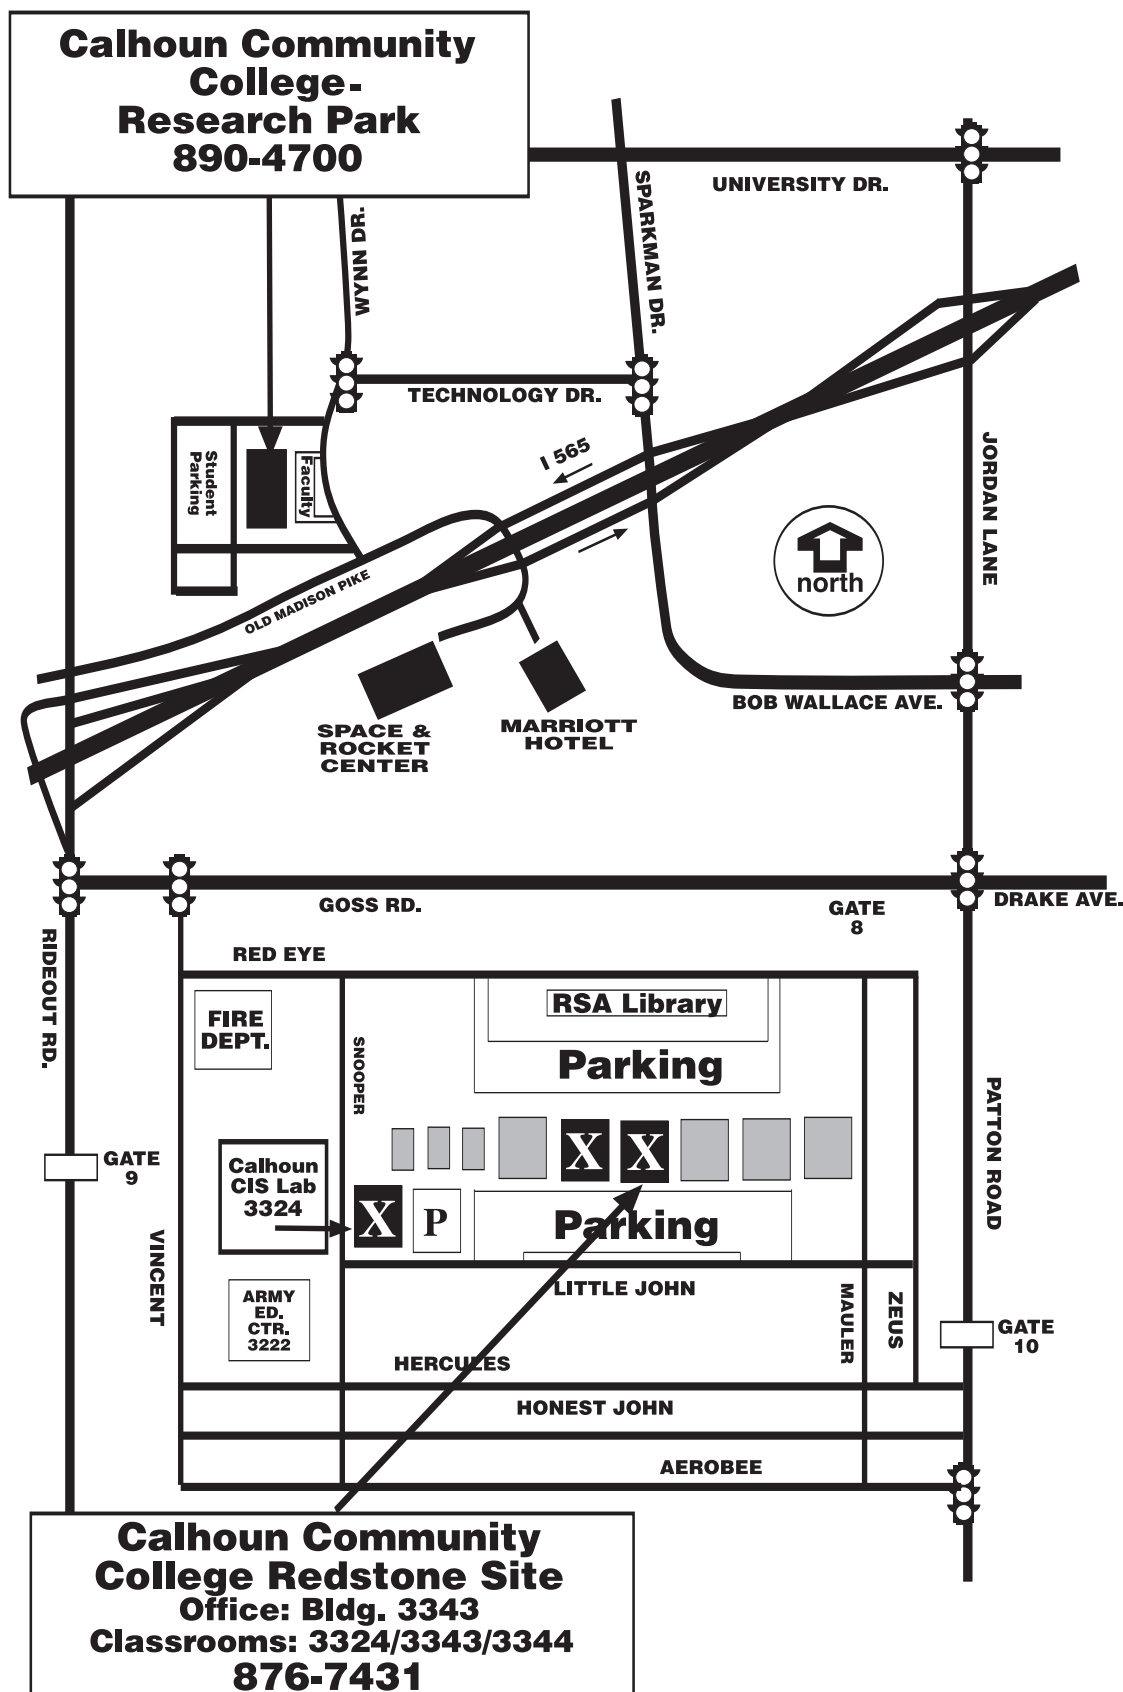 Calhoun Community
College-
Research Park
890-4700
UNIVERSITY DR.
WYNN DR.
SPARKMAN DR.
TECHNOLOGY DR.
I 565
Student
Parking
Faculty
JORDAN LANE
north
OLD MADISON PIKE
SPACE &
ROCKET
CENTER
MARRIOTT
HOTEL
BOB WALLACE AVE.
GOSS RD.
GATE
8
DRAKE AVE.
RIDEOUT RD.
RED EYE
FIRE
DEPT.
SNOOPER
RSA Library
Parking
PATTON ROAD
GATE
9
X X
Calhoun
CIS Lab
3324
X
P
Parking
VINCENT
LITTLE JOHN
ARMY
ED.
CTR.
3222
MAULER
ZEUS
GATE
10
HERCULES
HONEST JOHN
AEROBEE
Calhoun Community
College Redstone Site
Office: Bldg. 3343
Classrooms: 3324/3343/3344
876-7431